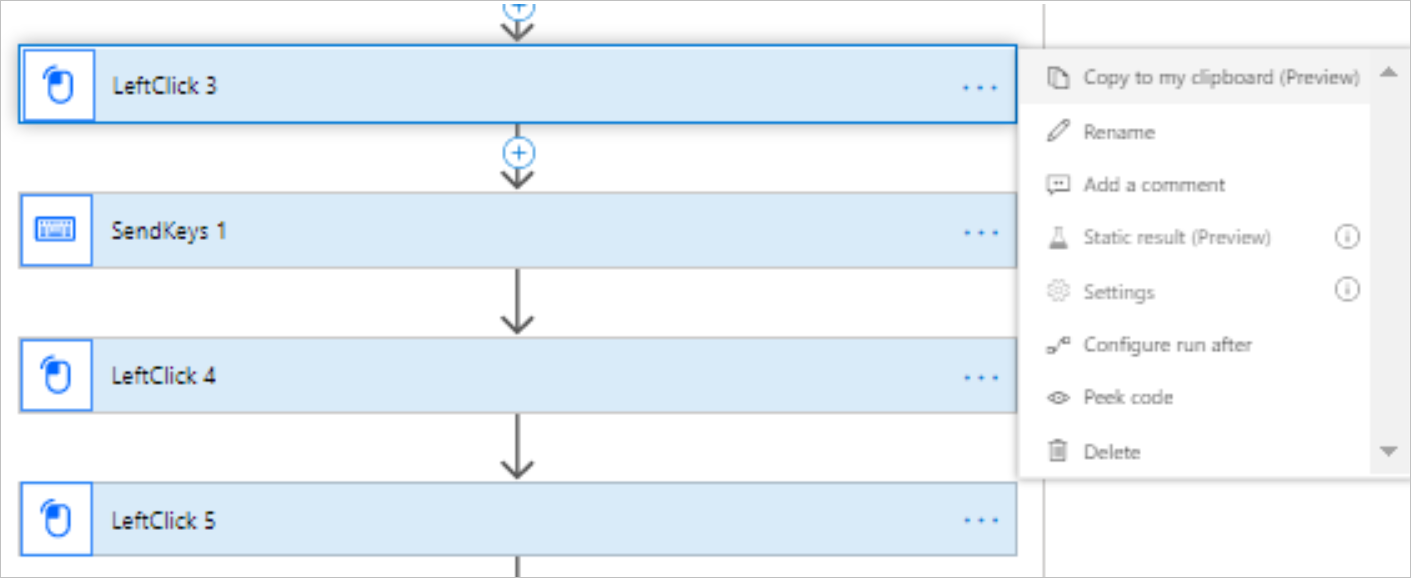 LeftClick 3
Copy to my clipboard (Preview)
Rename
Add a comment
SendKeys 1
Static result (Preview)
Settings
Configure run after
LeftClick 4
Peek code
Delete
LeftClick 5